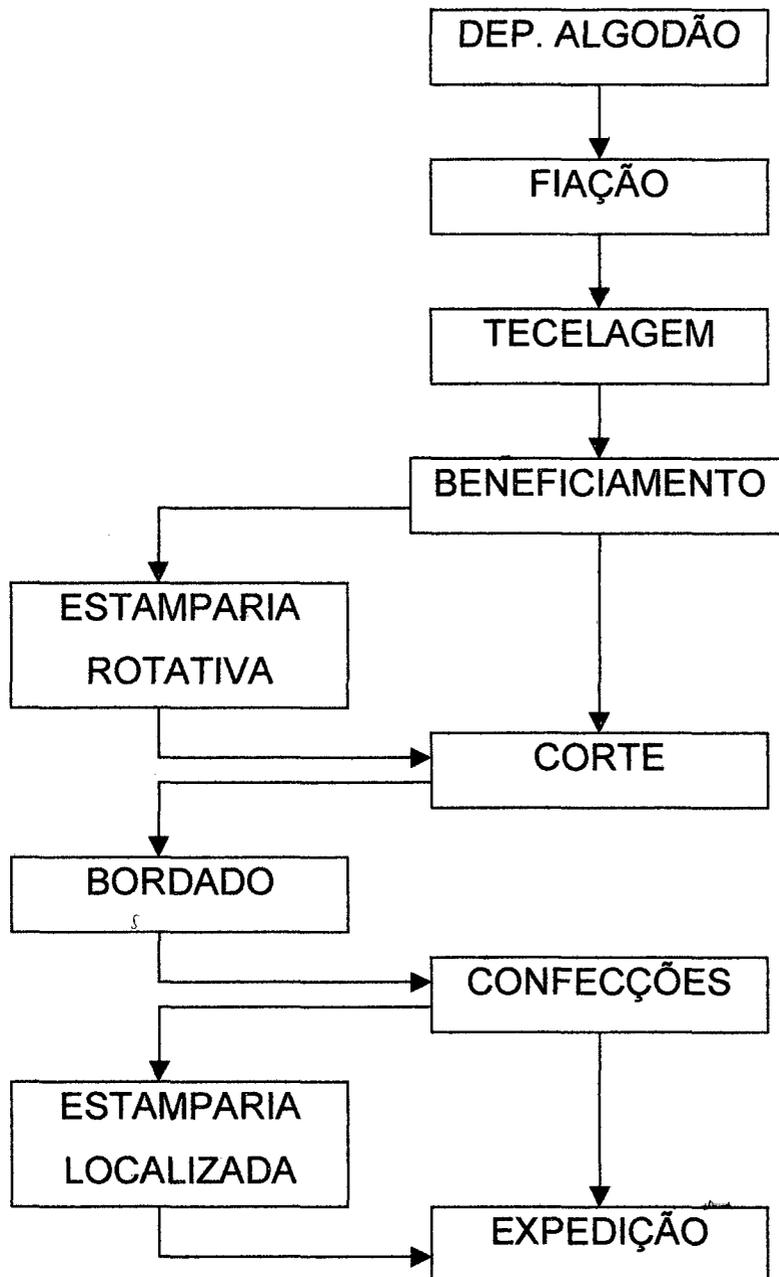 DEP. ALGODÃO
FIAÇÃO
TECELAGEM
BENEFICIAMENTO
ESTAMPARIA
ROTATIVA
CORTE
BORDADO
CONFECÇÕES
ESTAMPARIA
LOCALIZADA
EXPEDIÇÃO